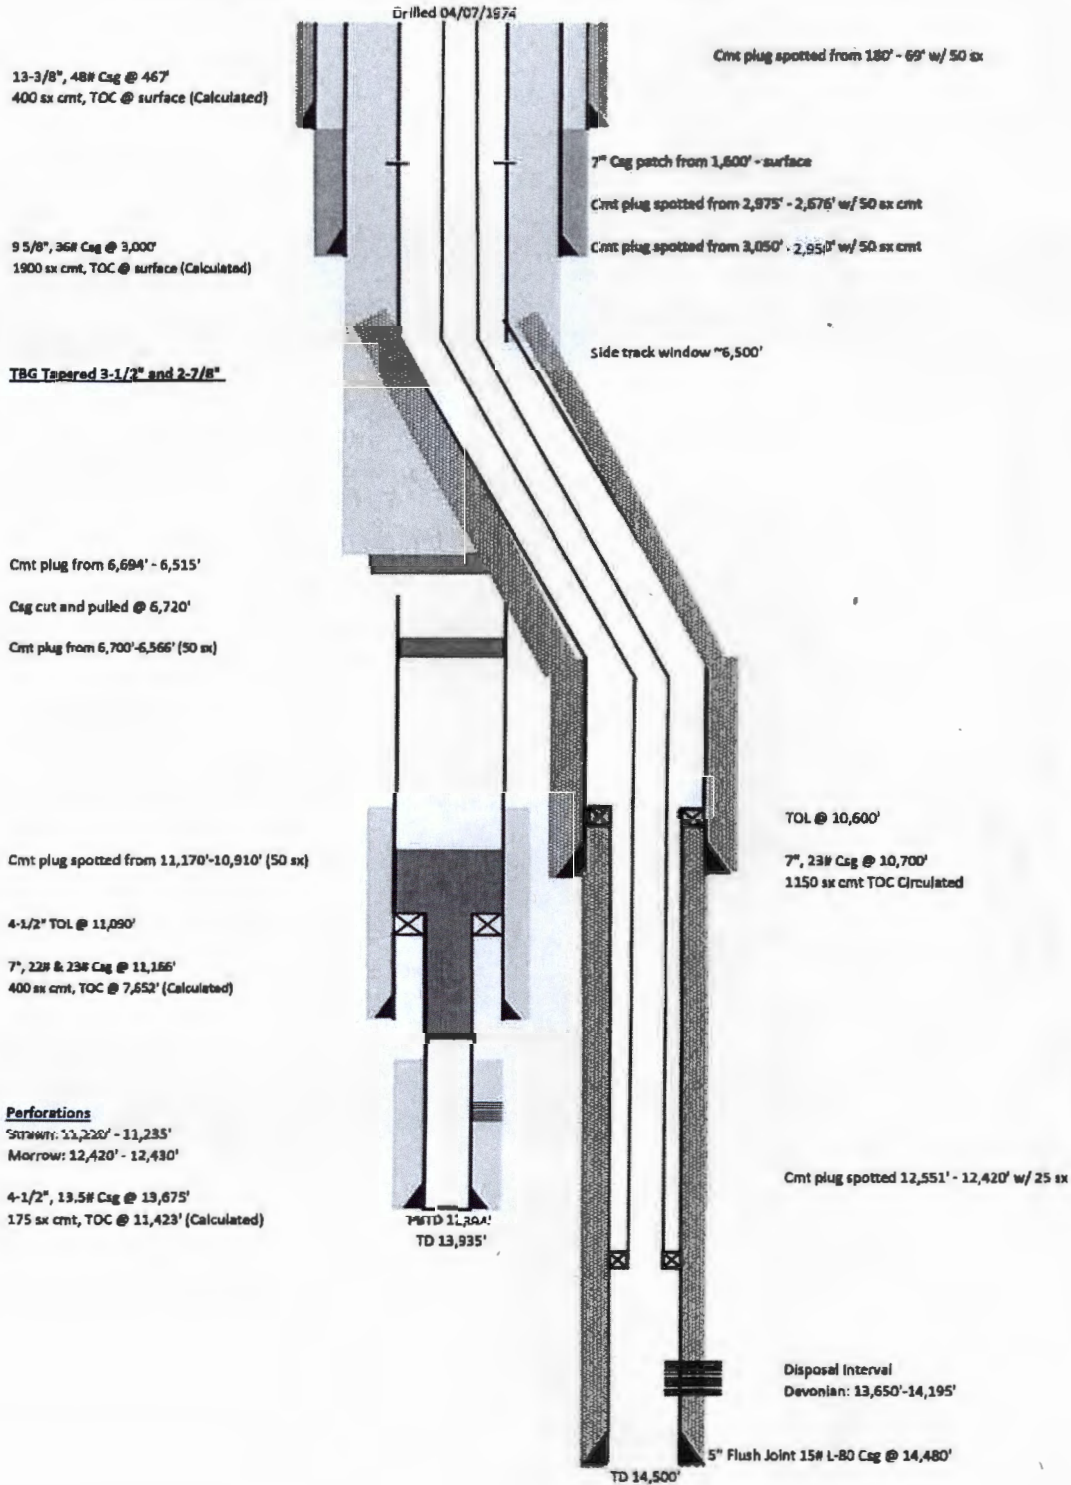 Drilled 04/07/1974
Cmt plug spotted from 180' - 69' w/ 50 sx
13-3/8", 48# Csg @ 467'
400 sx cmt, TOC @ surface (Calculated)
7" Csg patch from 1,600' - surface
Cmt plug spotted from 2,975' - 2,676' w/ 50 sx cmt
9 5/8", 36# Csg @ 3,000'
1900 sx cmt, TOC @ surface (Calculated)
Cmt plug spotted from 3,050' - 2,950' w/ 50 sx cmt
Side track window ~6,500'
TBG Tapered 3-1/2" and 2-7/8"
Cmt plug from 6,694' - 6,515'
Csg cut and pulled @ 6,720'
Cmt plug from 6,700'-6,566' (50 sx)
TOL @ 10,600'
Cmt plug spotted from 11,170'-10,910' (50 sx)
7", 23# Csg @ 10,700'
1150 sx cmt TOC Circulated
4-1/2" TOL @ 11,090'
7", 22# & 23# Csg @ 11,166'
400 sx cmt, TOC @ 7,652' (Calculated)
Perforations
Strawn: 11,220' - 11,235'
Morrow: 12,420' - 12,430'
Cmt plug spotted 12,551' - 12,420' w/ 25 sx
4-1/2", 13.5# Csg @ 13,675'
175 sx cmt, TOC @ 11,423' (Calculated)
TD 13,935'
Disposal Interval
Devonian: 13,650'-14,195'
5" Flush Joint 15# L-80 Csg @ 14,480'
TD 14,500'